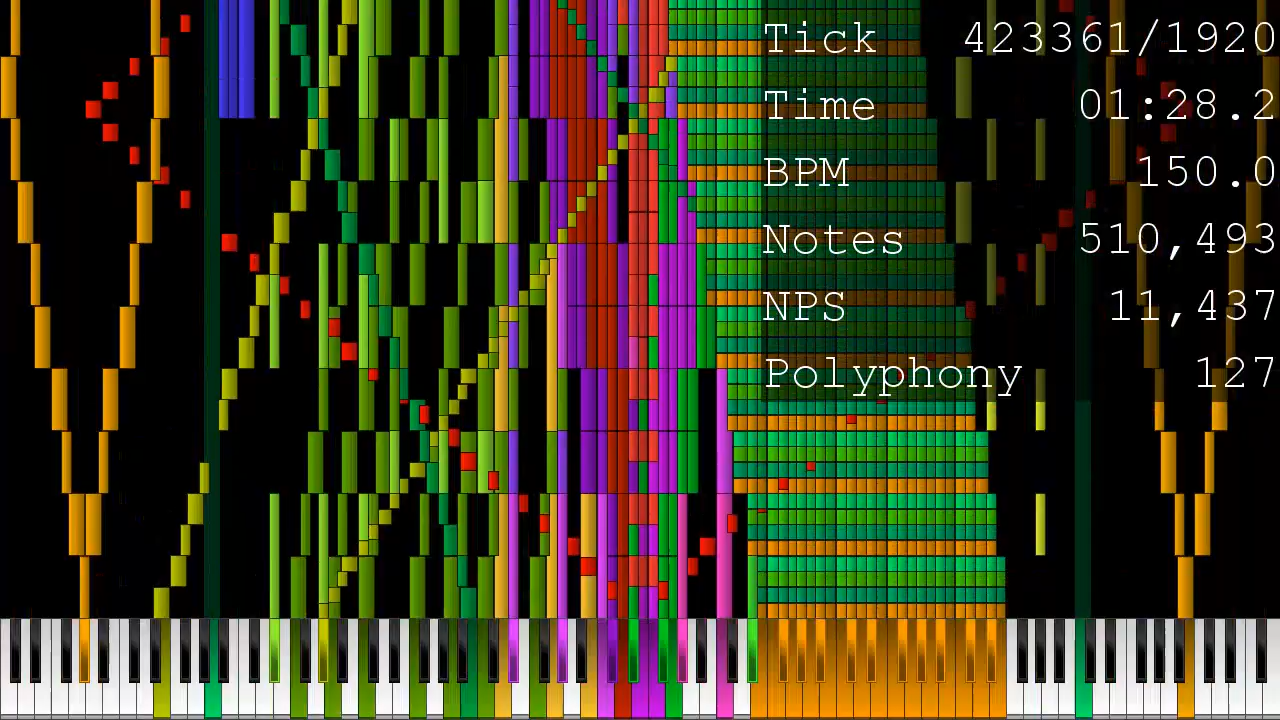 Tick 423361/1920
Time 01:28.2
BPM 150.0
Notes 510,493
NPS 11,437
Polyphony 127